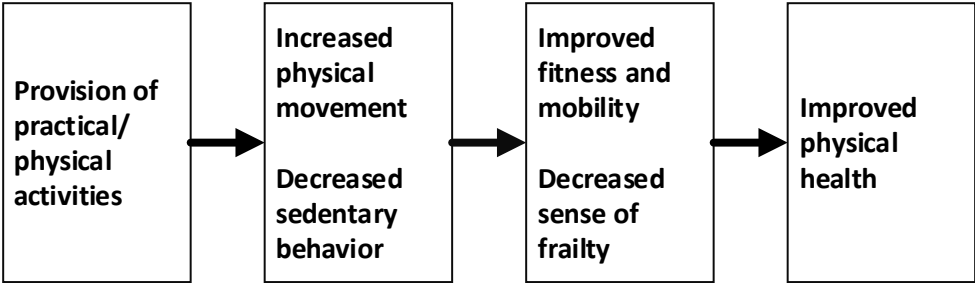 Provision of
practical/
physical
activities
Increased
physical
movement
Decreased
sedentary
behavior
Improved
fitness and
mobility
Decreased
sense of
frailty
Improved
physical
health